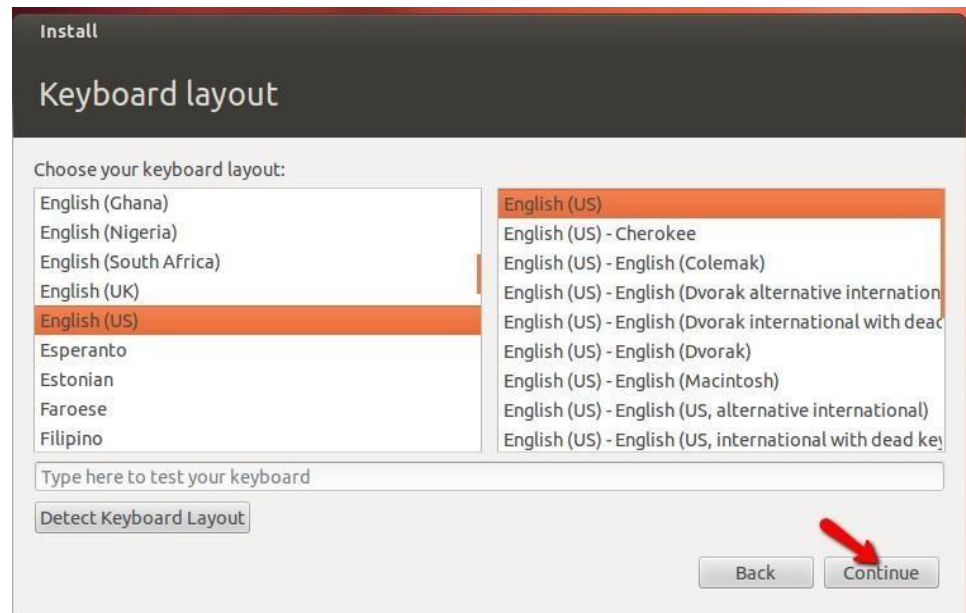 Install
Keyboard layout
Choose your keyboard layout:
English (Ghana)
English (Nigeria)
English (South Africa)
English (UK)
English (US)
Esperanto
Estonian
Faroese
Filipino
English (US)
English (US) - Cherokee
English (US) - English (Colemak)
English (US) - English (Dvorak alternative internation
English (US) - English (Dvorak international with dead
English (US) - English (Dvorak)
English (US) - English (Macintosh)
English (US) - English (US, alternative international)
English (US) - English (US, international with dead key
Type here to test your keyboard
Detect Keyboard Layout
Back Continue